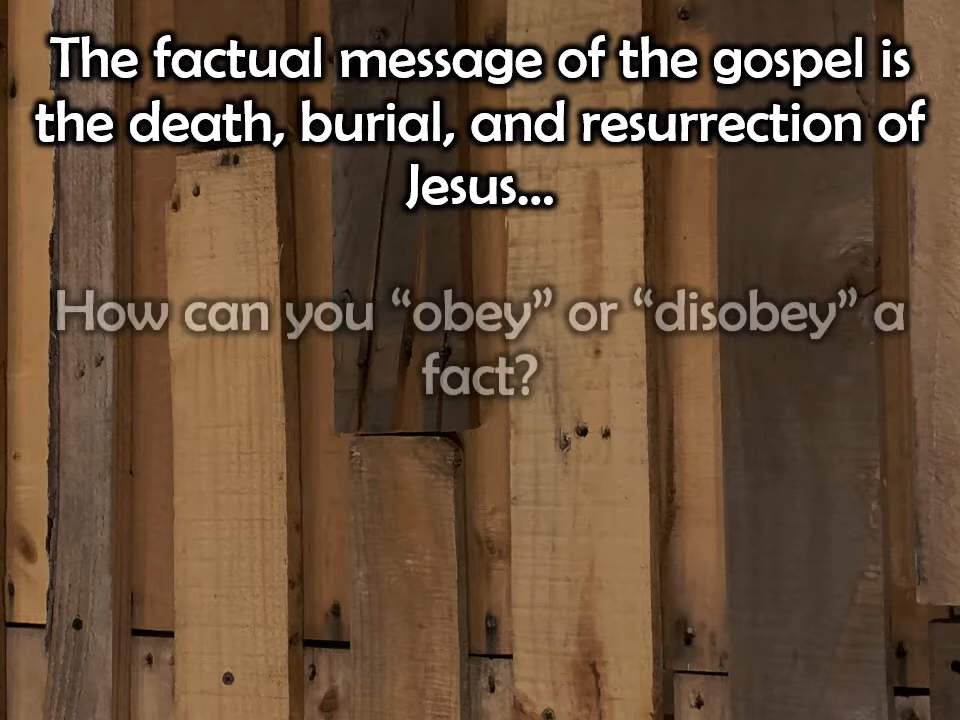 The factual message of the gospel is
the death, burial, and resurrection of
Jesus...
How can you “obey” or “disobey” a
fact?